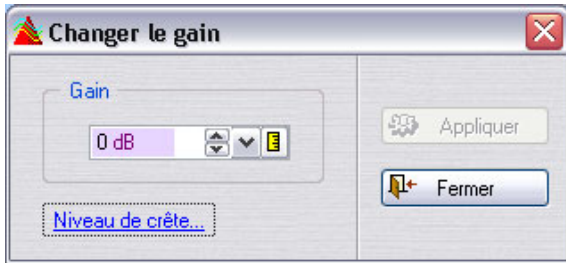 Changer le gain
Gain
0 dB
Appliquer
Fermer
Niveau de crête...